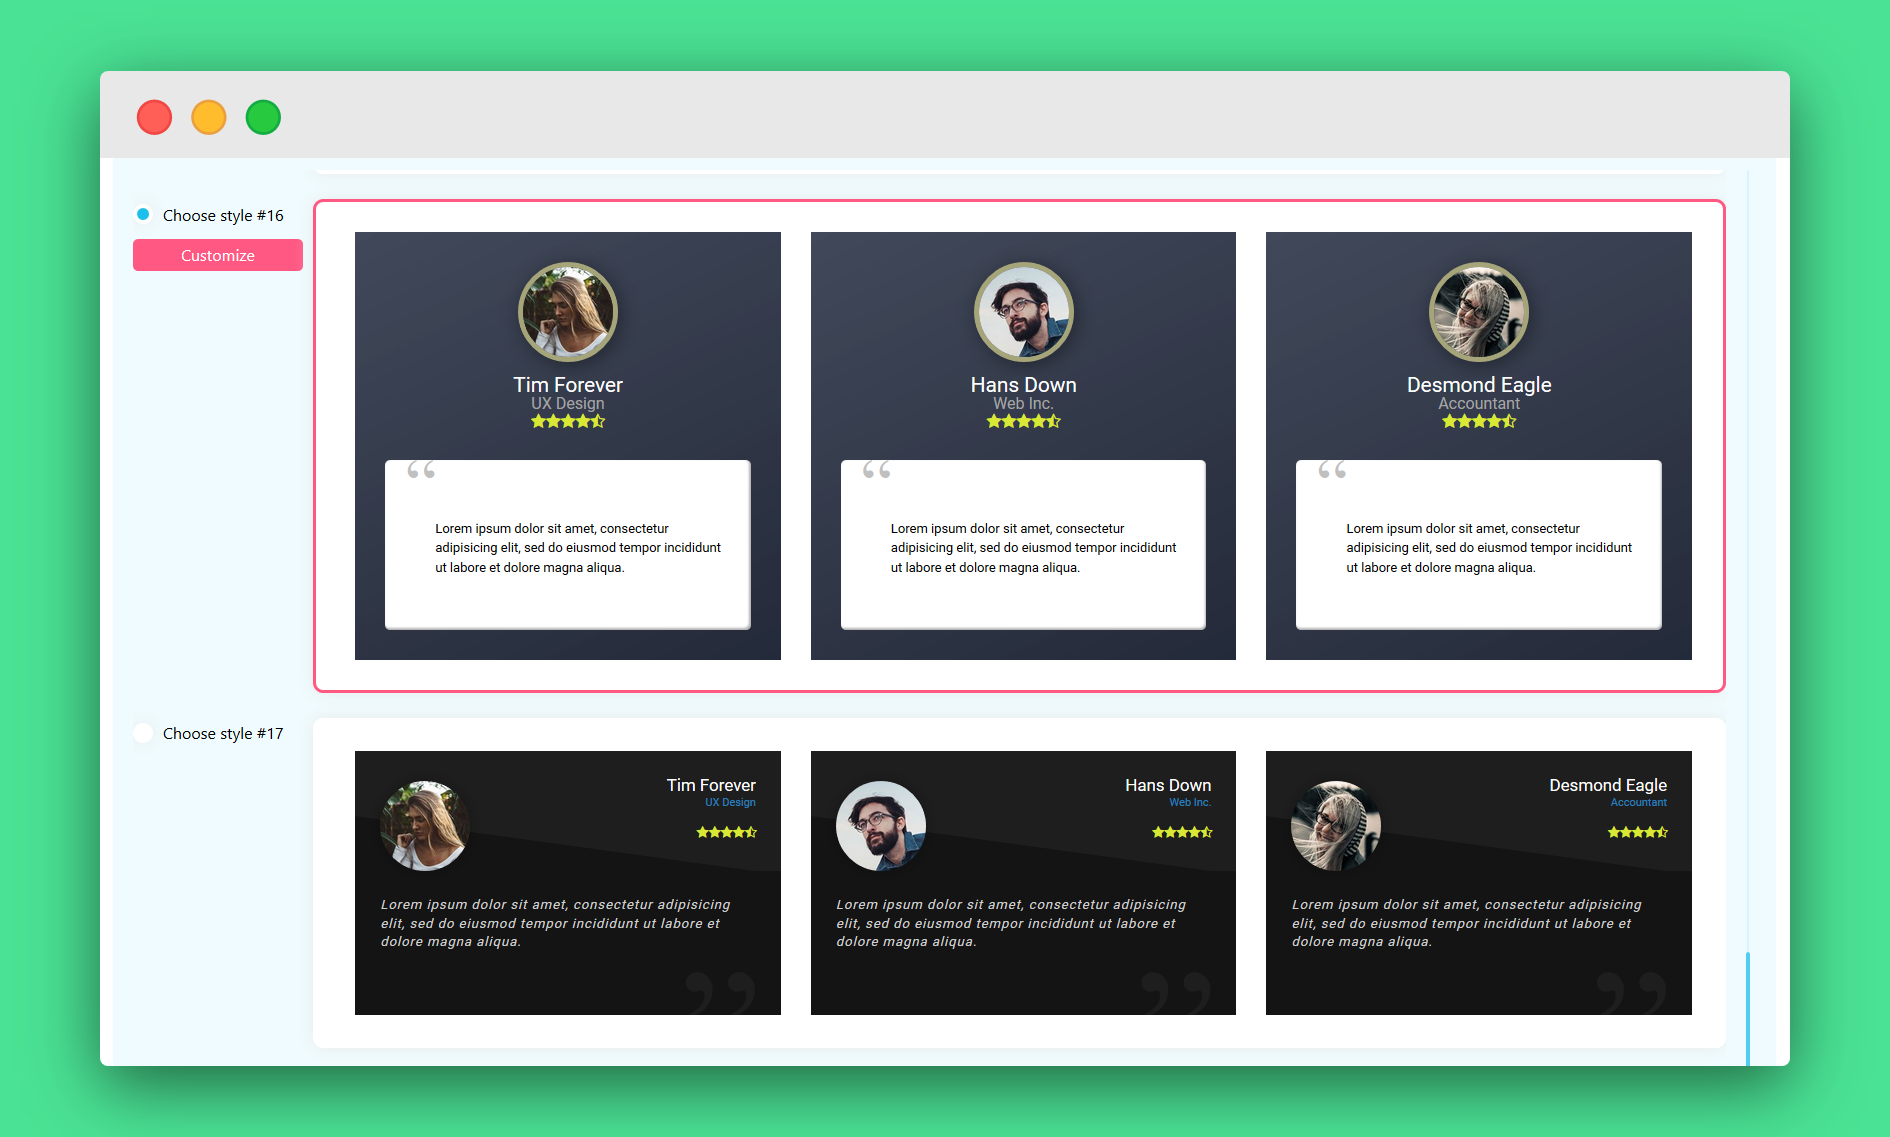 Choose style #16
Customize
Tim Forever
UX Design
“
Lorem ipsum dolor sit amet, consectetur
adipisicing elit, sed do eiusmod tempor incididunt
ut labore et dolore magna aliqua.
Hans Down
Web Inc.
“
Lorem ipsum dolor sit amet, consectetur
adipisicing elit, sed do eiusmod tempor incididunt
ut labore et dolore magna aliqua.
Desmond Eagle
Accountant
“
Lorem ipsum dolor sit amet, consectetur
adipisicing elit, sed do eiusmod tempor incididunt
ut labore et dolore magna aliqua.
Choose style #17
Tim Forever
UX Design
Lorem ipsum dolor sit amet, consectetur adipisicing
elit, sed do eiusmod tempor incididunt ut labore et
dolore magna aliqua.
”
Hans Down
Web Inc.
Lorem ipsum dolor sit amet, consectetur adipisicing
elit, sed do eiusmod tempor incididunt ut labore et
dolore magna aliqua.
”
Desmond Eagle
Accountant
Lorem ipsum dolor sit amet, consectetur adipisicing
elit, sed do eiusmod tempor incididunt ut labore et
dolore magna aliqua.
”